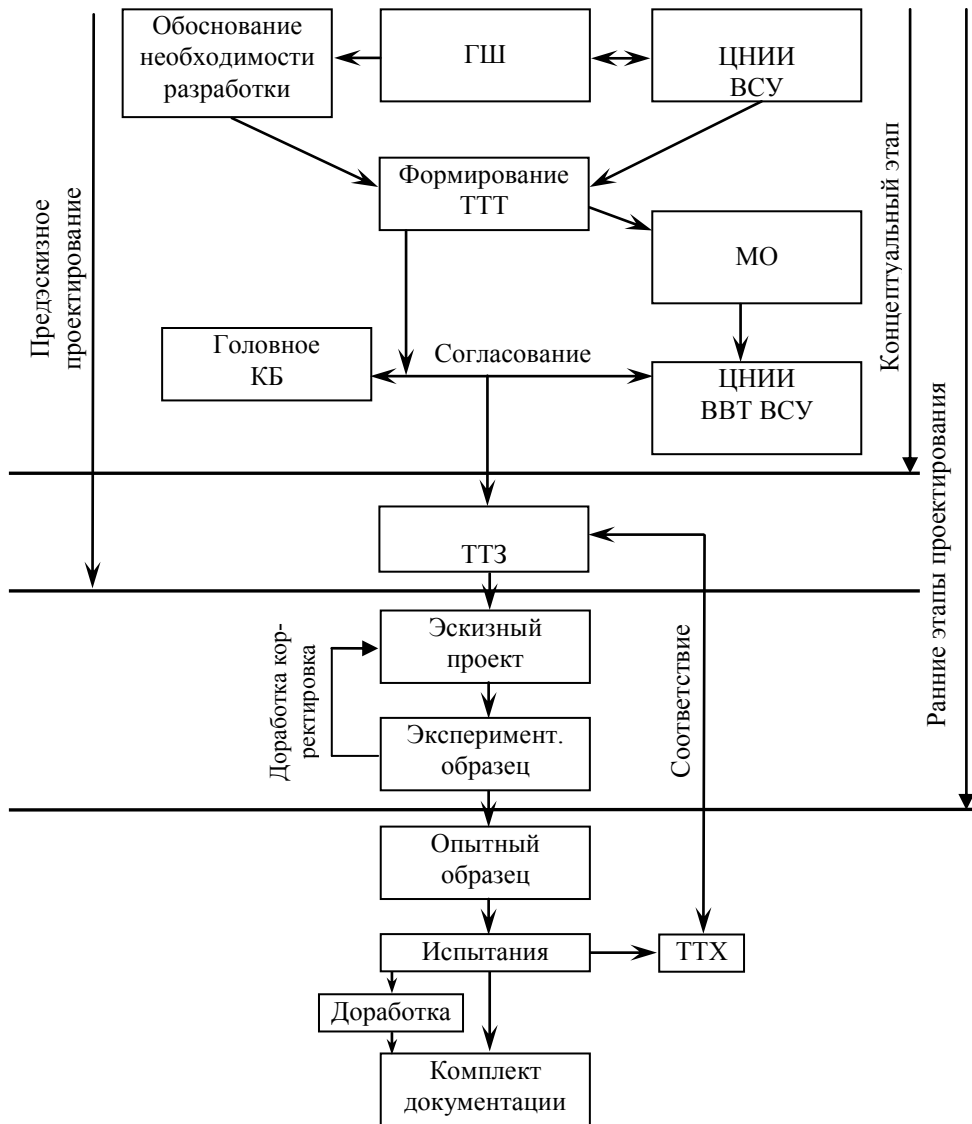 Обоснование
необходимости
разработки
ГШ
ЦНИИ
ВСУ
Формирование
ТТТ
МО
Головное
КБ
Согласование
ЦНИИ
ВВТ ВСУ
Предэскизное
проектирование
Концептуальный этап
Ранние этапы проектирования
ТТЗ
Эскизный
проект
Доработка кор-
ректировка
Эксперимент.
образец
Соответствие
Опытный
образец
Испытания
ТТХ
Доработка
Комплект
документации